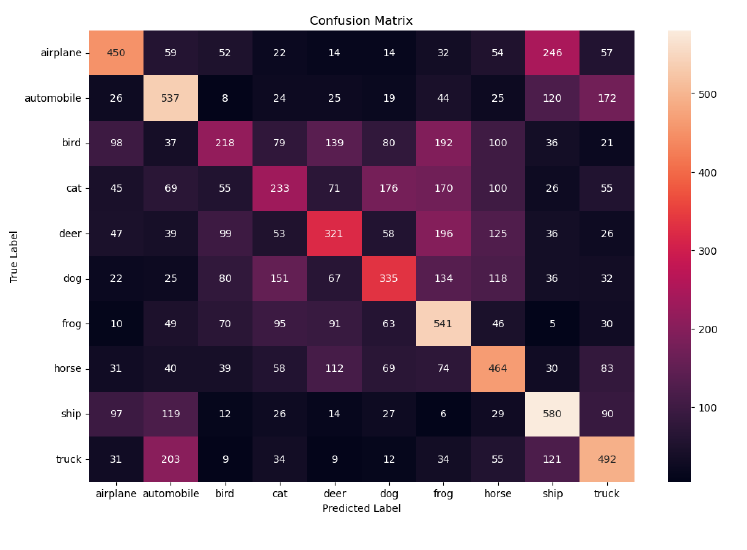 Confusion Matrix
airplane 450 59 52 22 14 14 32 54 246 57
automobile 26 537 8 24 25 19 44 25 120 172
bird 98 37 218 79 139 80 192 100 36 21
cat 45 69 55 233 71 176 170 100 26 55
deer 47 39 99 53 321 58 196 125 36 26
dog 22 25 80 151 67 335 134 118 36 32
frog 10 49 70 95 91 63 541 46 5 30
horse 31 40 39 58 112 69 74 464 30 83
ship 97 119 12 26 14 27 6 29 580 90
truck 31 203 9 34 9 12 34 55 121 492
airplane automobile bird cat deer dog frog horse ship truck
Predicted Label
True Label
500
400
300
200
100